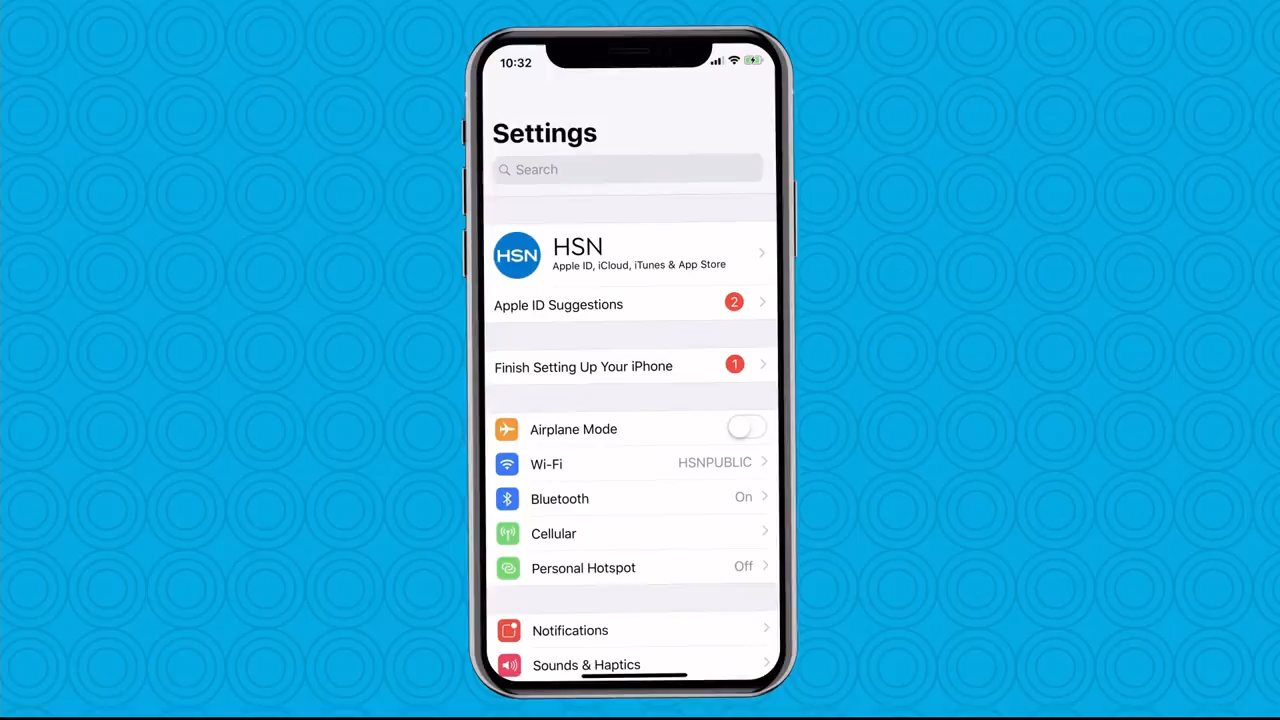 10:32
Settings
Search
HSN
HSN
Apple ID, iCloud, iTunes & App Store
Apple ID Suggestions 2
Finish Setting Up Your iPhone 1
Airplane Mode
Wi-Fi HSNPUBLIC
Bluetooth On
Cellular
Personal Hotspot Off
Notifications
Sounds & Haptics